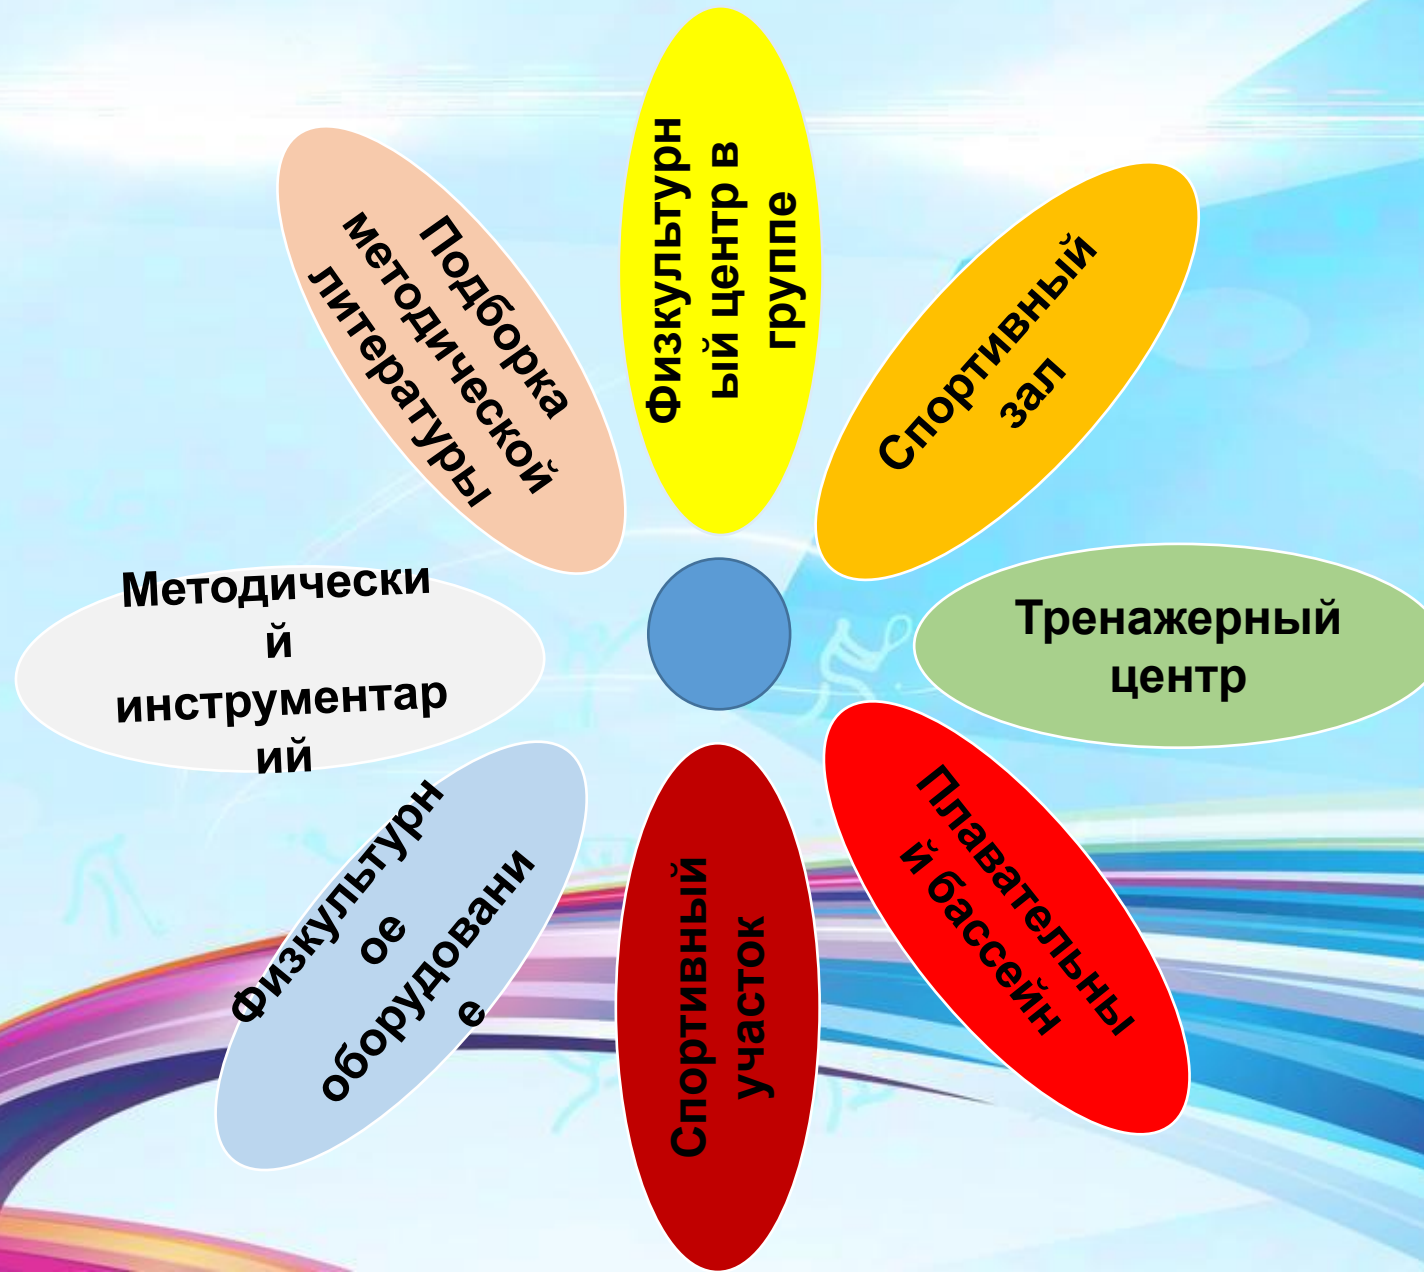 Физкультурн
ый центр в
группе
Спортивный
зал
Тренажерный
центр
Плавательны
й бассейн
Спортивный
участок
Физкультурн
ое
оборудовани
е
Методически
й
инструментар
ий
Подборка
методической
литературы